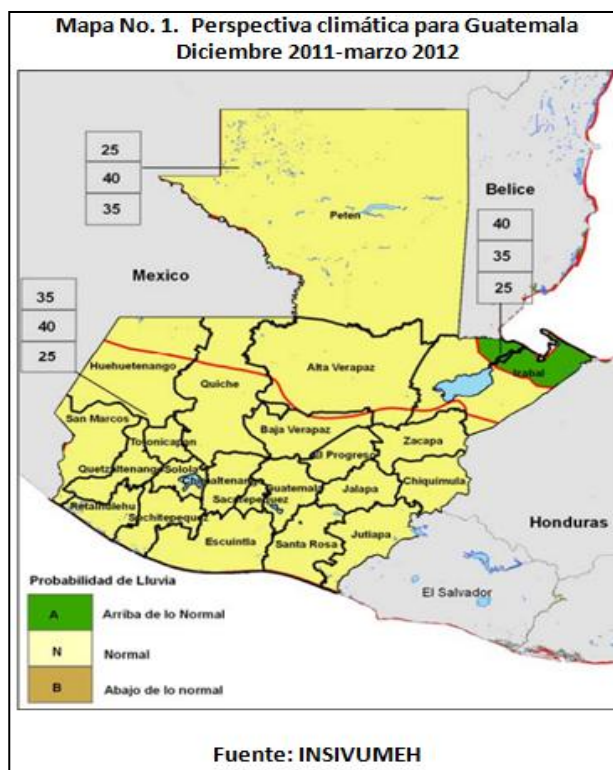 Mapa No. 1. Perspectiva climática para Guatemala
Diciembre 2011-marzo 2012
25
40
35
Belice
Peten
40
35
25
Mexico
35
40
25
Huehuetenango
Alta Verapaz
Izabal
Quiche
San Marcos
Baja Verapaz
Zacapa
Totonicapan
El Progreso
Quetzaltenango
Solola
Chimaltenango
Guatemala
Chiquimula
Sacatepequez
Jalapa
Retalhuleu
Suchitepequez
Honduras
Jutiapa
Escuintla
Santa Rosa
Probabilidad de Lluvia
El Salvador
A Arriba de lo Normal
N Normal
B Abajo de lo normal
Fuente: INSIVUMEH